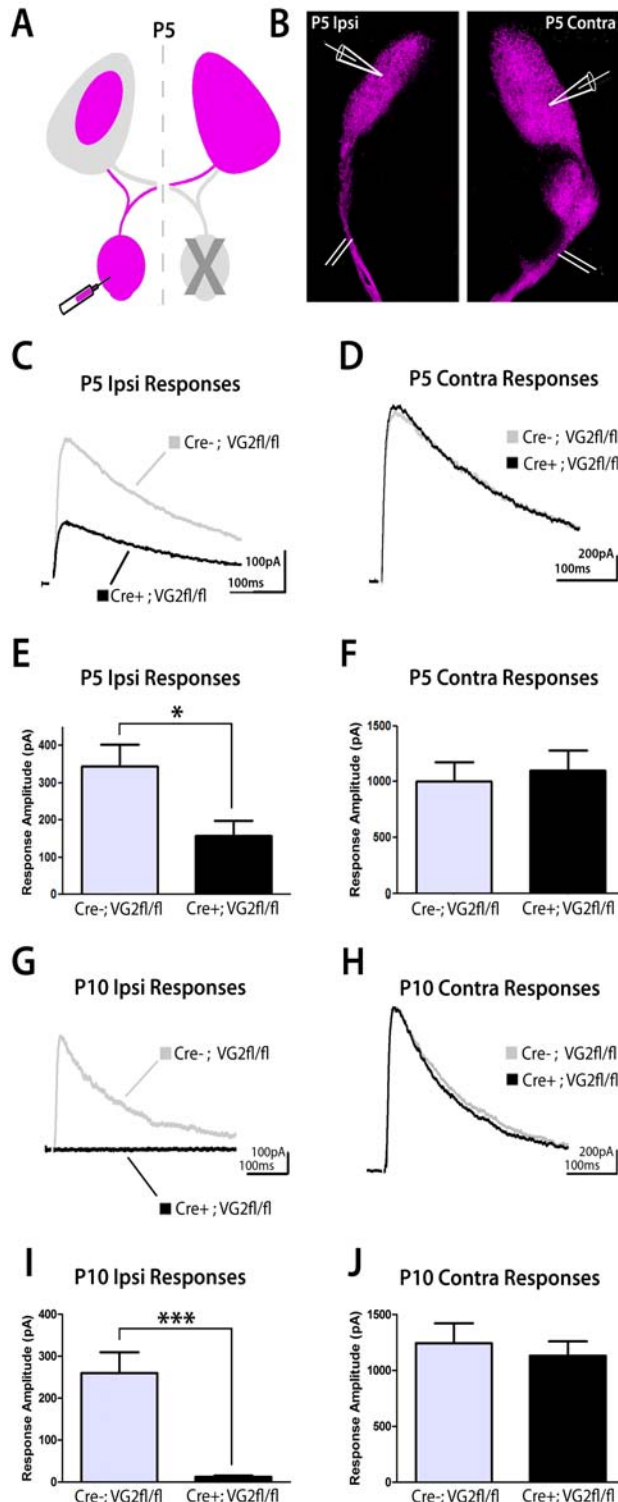 A
P5
B
P5 Ipsi
P5 Contra
C
P5 Ipsi Responses
Cre- ; VG2fl/fl
Cre+ ; VG2fl/fl
100pA
100ms
D
P5 Contra Responses
Cre- ; VG2fl/fl
Cre+ ; VG2fl/fl
200pA
100ms
E
P5 Ipsi Responses
Response Amplitude (pA)
400
300
200
100
0
*
Cre-; VG2fl/fl
Cre+; VG2fl/fl
F
P5 Contra Responses
Response Amplitude (pA)
1500
1000
500
0
Cre-; VG2fl/fl
Cre+; VG2fl/fl
G
P10 Ipsi Responses
Cre- ; VG2fl/fl
100pA
100ms
Cre+ ; VG2fl/fl
H
P10 Contra Responses
Cre- ; VG2fl/fl
Cre+ ; VG2fl/fl
200pA
100ms
I
P10 Ipsi Responses
Response Amplitude (pA)
400
300
200
100
0
***
Cre-; VG2fl/fl
Cre+; VG2fl/fl
J
P10 Contra Responses
Response Amplitude (pA)
1500
1000
500
0
Cre-; VG2fl/fl
Cre+; VG2fl/fl